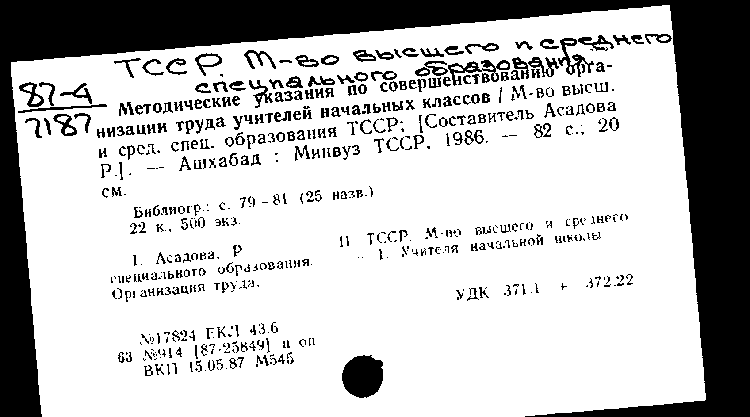 ТССР М-во высшего и среднего
специального образования
87-4
7187
Методические указания по совершенствованию орга-
низации труда учителей начальных классов / М-во высш.
и сред. спец. образования ТССР; [Составитель Асадова
Р.]. — Ашхабад : Минвуз ТССР, 1986. — 82 с.; 20
см.
Библиогр.: с. 79-81 (25 назв.)
22 к., 500 экз.
I. Асадова, Р II ТССР. М-во высшего и среднего
специального образования. — 1. Учителя начальной школы
Организация труда.
УДК 371.1 + 372.22
№17824 ЕКЛ 43.6
63 №914 [87-25849] п оп
ВКП 15.05.87 М545